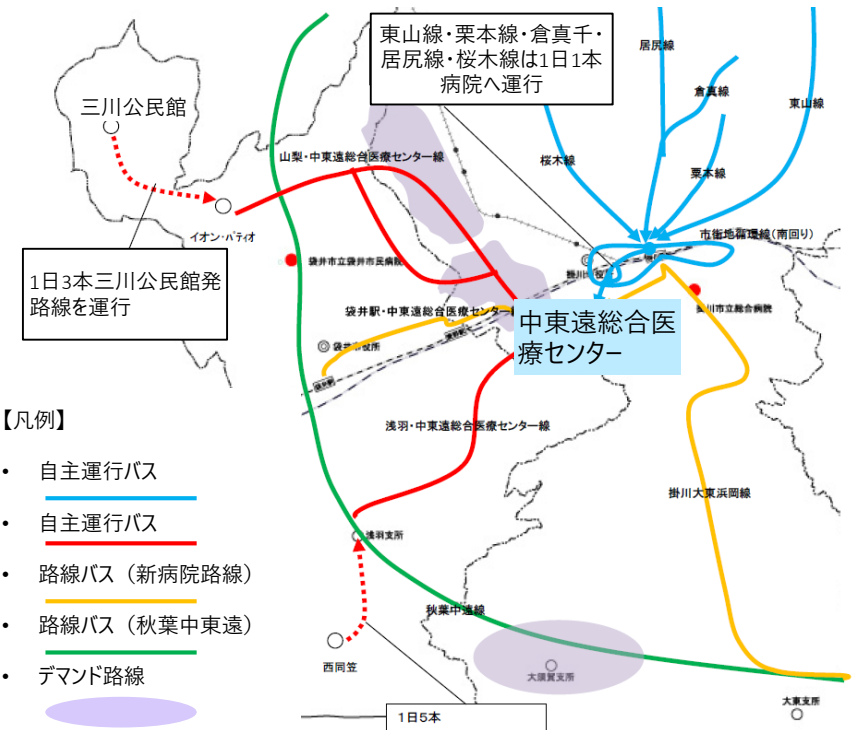 東山線・栗本線・倉真千・
居尻線・桜木線は1日1本
病院へ運行
居尻線
倉真線
東山線
三川公民館
山梨・中東遠総合医療センター線
桜木線
粟本線
イオン・パティオ
市街地循環線(南回り)
1日3本三川公民館発
路線を運行
袋井市立袋井市民病院
掛川市役所
袋井駅・中東遠総合医療センター線
掛川市立総合病院
中東遠総合医
療センター
袋井市役所
袋井駅
【凡例】
浅羽・中東遠総合医療センター線
• 自主運行バス
掛川大東浜岡線
• 自主運行バス
浅羽支所
• 路線バス（新病院路線）
秋葉中遠線
• 路線バス（秋葉中東遠）
西同笠
大須賀支所
• デマンド路線
大東支所
1日5本